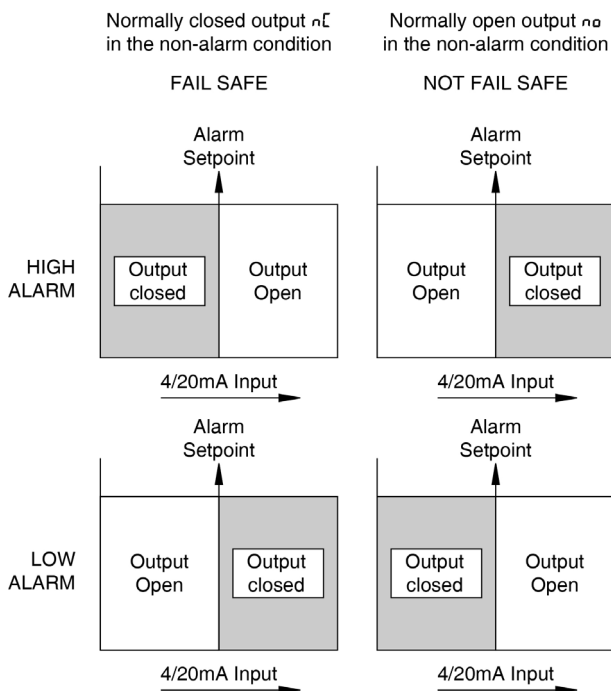 Normally closed output nC
in the non-alarm condition
FAIL SAFE
Normally open output no
in the non-alarm condition
NOT FAIL SAFE
HIGH
ALARM
Alarm
Setpoint
Output
closed
Output
Open
4/20mA Input
Alarm
Setpoint
Output
Open
Output
closed
4/20mA Input
LOW
ALARM
Alarm
Setpoint
Output
Open
Output
closed
4/20mA Input
Alarm
Setpoint
Output
closed
Output
Open
4/20mA Input